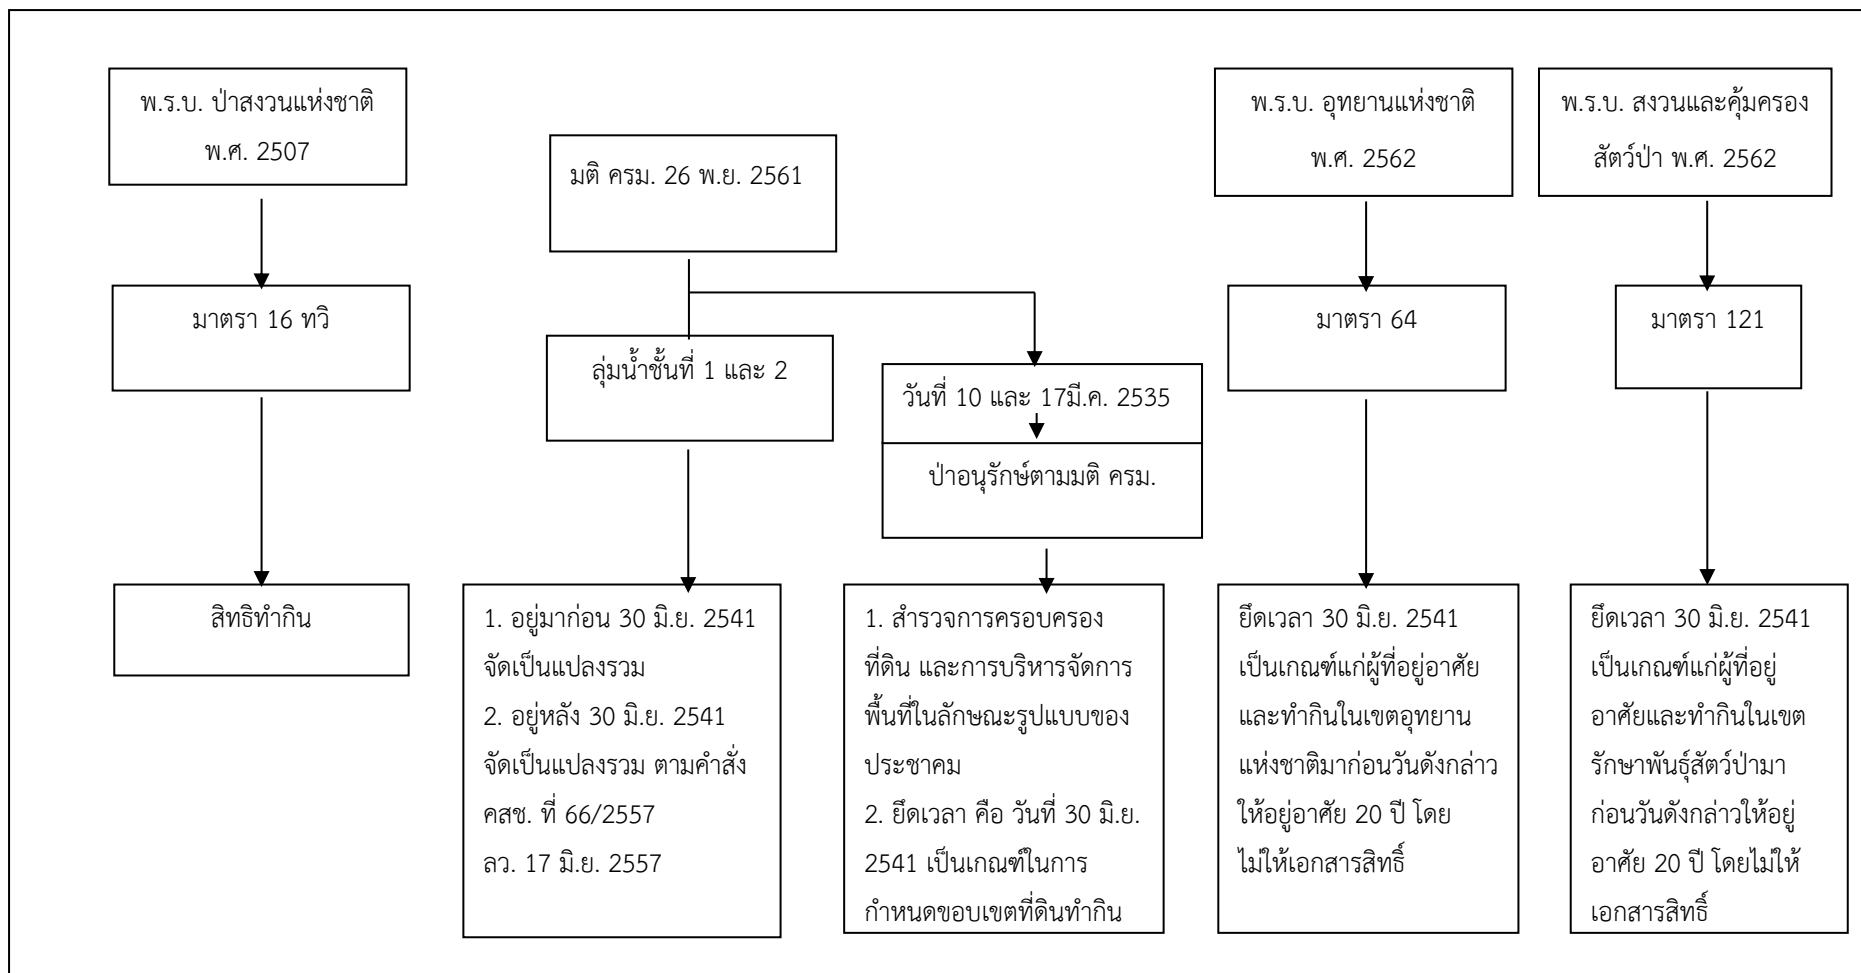 พ.ร.บ. ป่าสงวนแห่งชาติ
พ.ศ. 2507
มติ ครม. 26 พ.ย. 2561
พ.ร.บ. อุทยานแห่งชาติ
พ.ศ. 2562
พ.ร.บ. สงวนและคุ้มครอง
สัตว์ป่า พ.ศ. 2562
มาตรา 16 ทวิ
ลุ่มน้ำชั้นที่ 1 และ 2
วันที่ 10 และ 17มี.ค. 2535
ป่าอนุรักษ์ตามมติ ครม.
มาตรา 64
มาตรา 121
สิทธิทำกิน
1. อยู่มาก่อน 30 มิ.ย. 2541
จัดเป็นแปลงรวม
2. อยู่หลัง 30 มิ.ย. 2541
จัดเป็นแปลงรวม ตามคำสั่ง
คสช. ที่ 66/2557
ลว. 17 มิ.ย. 2557
1. สำรวจการครอบครอง
ที่ดิน และการบริหารจัดการ
พื้นที่ในลักษณะรูปแบบของ
ประชาคม
2. ยึดเวลา คือ วันที่ 30 มิ.ย.
2541 เป็นเกณฑ์ในการ
กำหนดขอบเขตที่ดินทำกิน
ยึดเวลา 30 มิ.ย. 2541
เป็นเกณฑ์แก่ผู้ที่อยู่อาศัย
และทำกินในเขตอุทยาน
แห่งชาติมาก่อนวันดังกล่าว
ให้อยู่อาศัย 20 ปี โดย
ไม่ให้เอกสารสิทธิ์
ยึดเวลา 30 มิ.ย. 2541
เป็นเกณฑ์แก่ผู้ที่อยู่
อาศัยและทำกินในเขต
รักษาพันธุ์สัตว์ป่ามา
ก่อนวันดังกล่าวให้อยู่
อาศัย 20 ปี โดยไม่ให้
เอกสารสิทธิ์